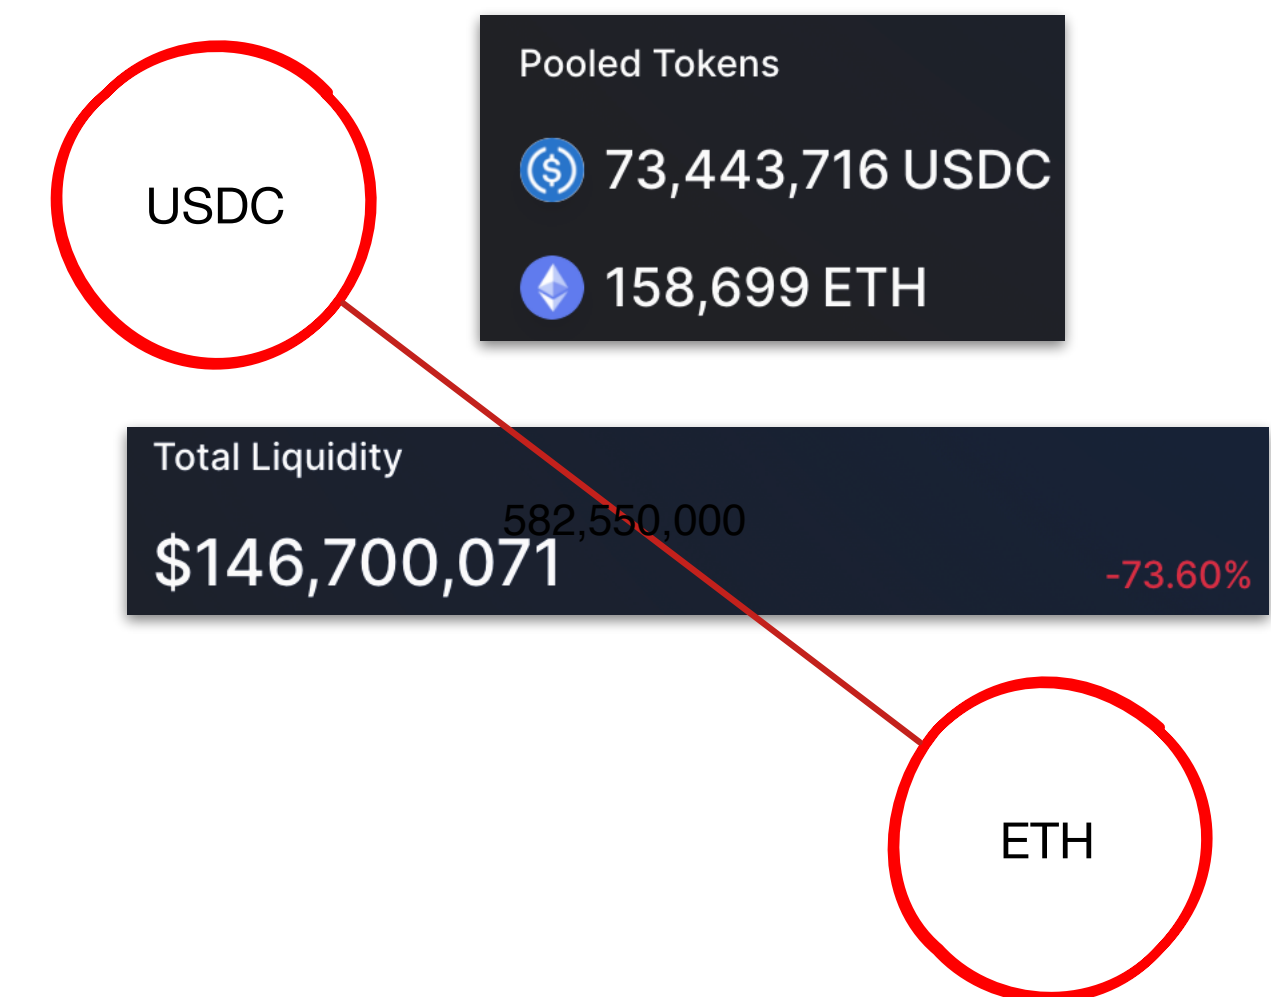 Pooled Tokens
73,443,716 USDC
USDC
158,699 ETH
Total Liquidity
582,550,000
$146,700,071
-73.60%
ETH